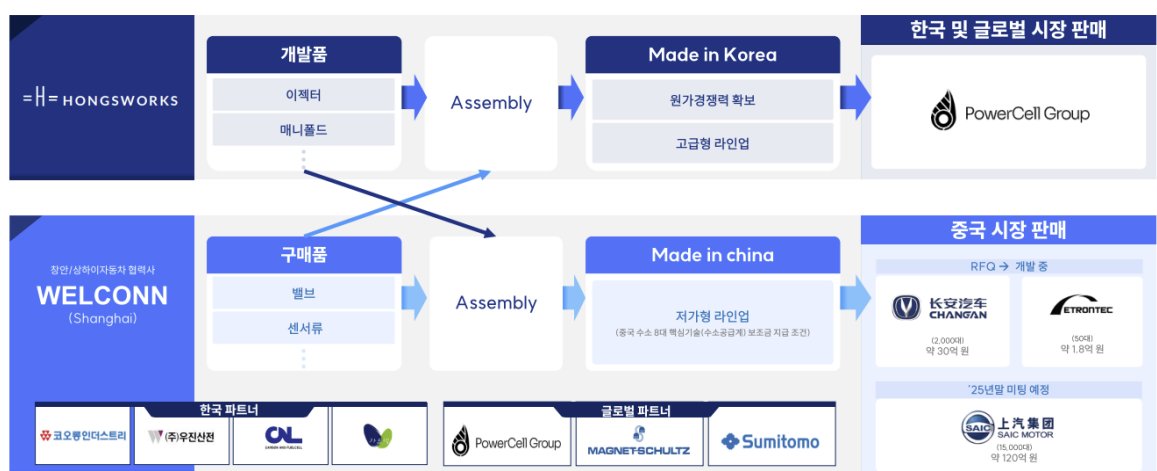 =H= HONGSWORKS
개발품
이젝터
매니폴드
Assembly
Made in Korea
원가경쟁력 확보
고급형 라인업
한국 및 글로벌 시장 판매
PowerCell Group
창안/상하이자동차 협력사
WELCONN
(Shanghai)
구매품
밸브
센서류
Assembly
Made in china
저가형 라인업
(중국 수소 8대 핵심기술(수소공급계) 보조금 지급 조건)
중국 시장 판매
RFQ → 개발 중
长安汽车
CHANGAN
(2,000대)
약 30억 원
ETRONTEC
(50대)
약 1.8억 원
'25년말 미팅 예정
SAIC
上汽集团
SAIC MOTOR
(15,000대)
약 120억 원
한국 파트너
코오롱인더스트리
(주)우진산전
CNL
글로벌 파트너
PowerCell Group
MAGNET-SCHULTZ
Sumitomo